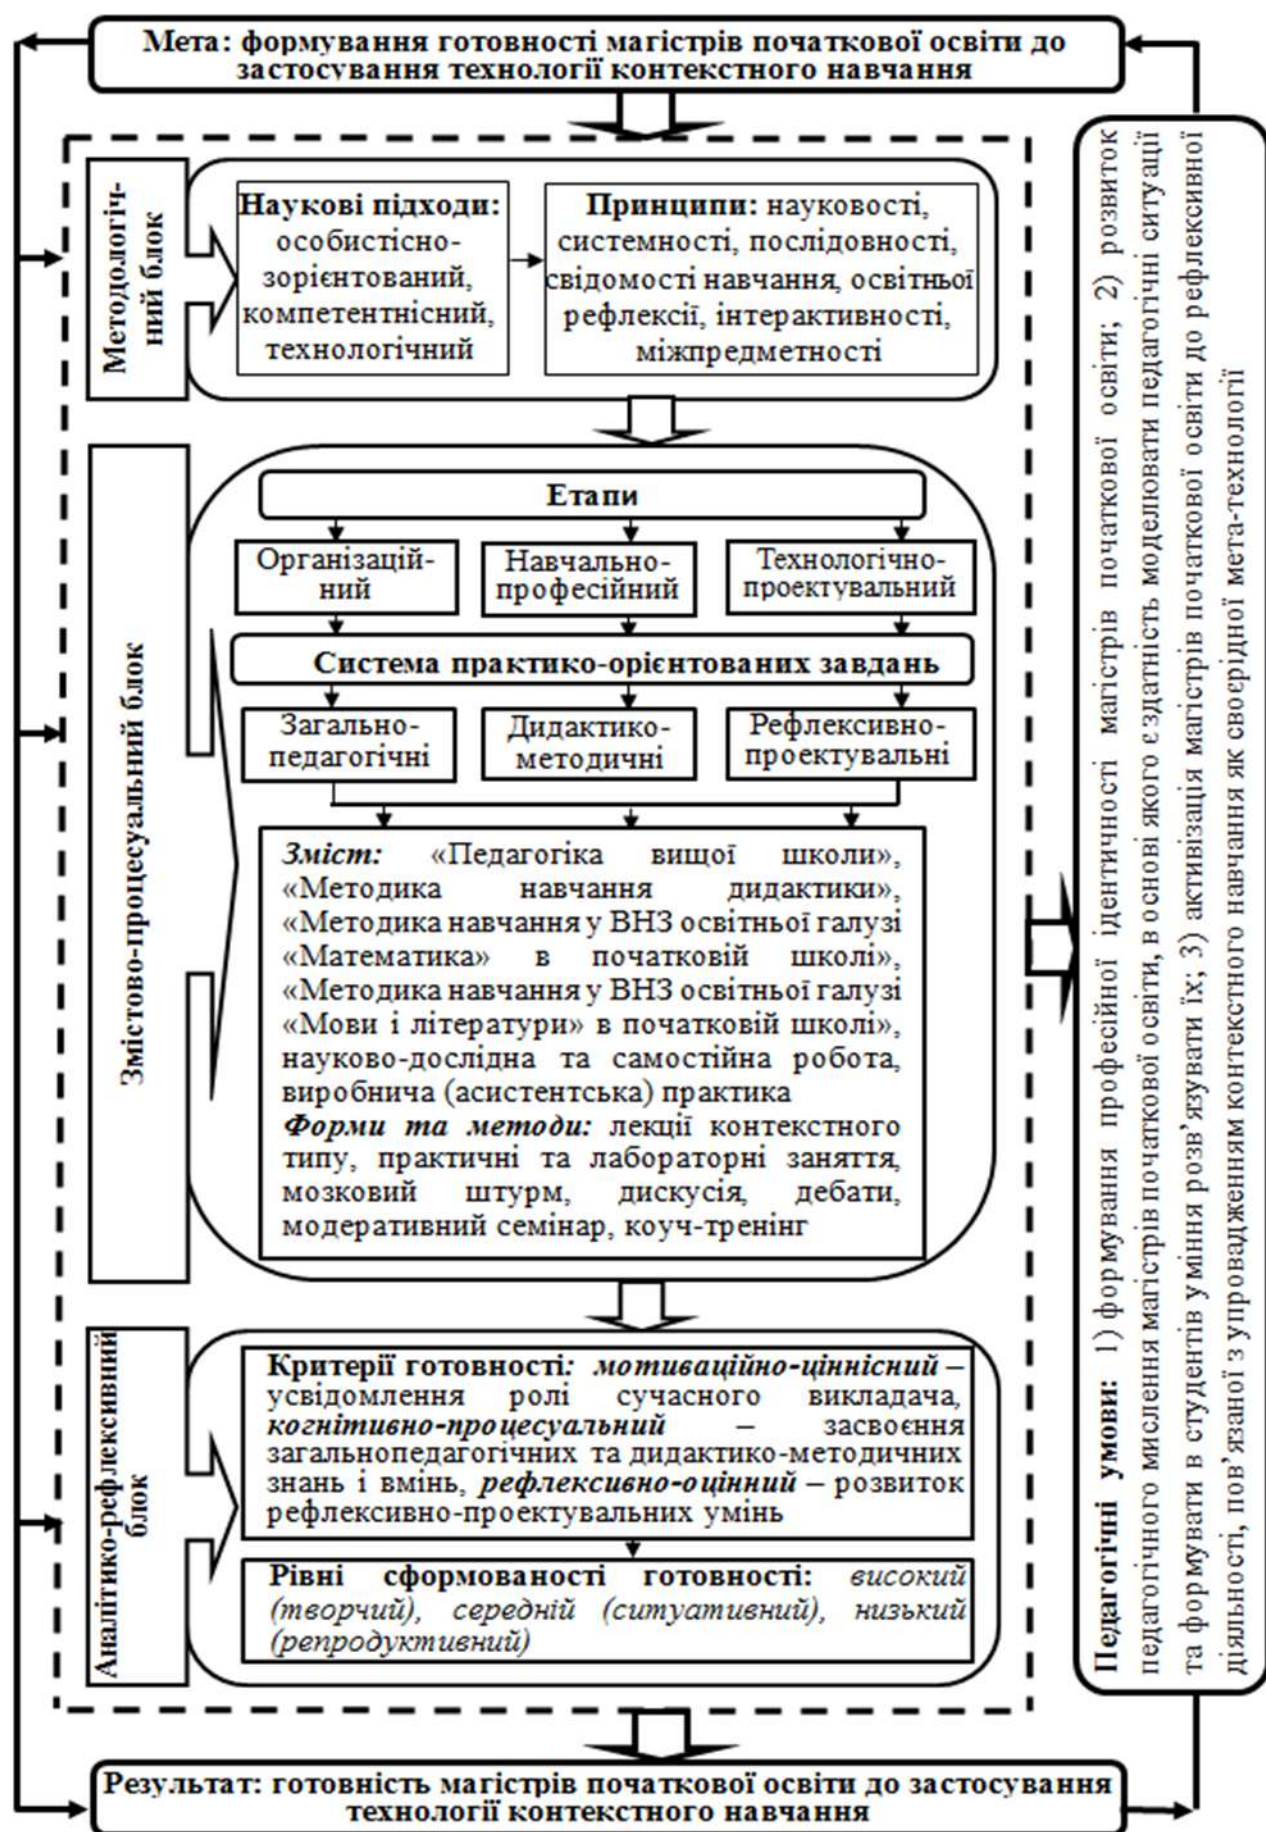 Мета: формування готовності магістрів початкової освіти до
застосування технології контекстного навчання
Методологіч-
ний блок
Наукові підходи:
особистісно-
зорієнтований,
компетентнісний,
технологічний
Принципи: науковості,
системності, послідовності,
свідомості навчання, освітньої
рефлексії, інтерактивності,
міжпредметності
Змістово-процесуальний блок
Етапи
Організацій-
ний
Навчально-
професійний
Технологічно-
проектувальний
Система практико-орієнтованих завдань
Загально-
педагогічні
Дидактико-
методичні
Рефлексивно-
проектувальні
Зміст: «Педагогіка вищої школи»,
«Методика навчання дидактики»,
«Методика навчання у ВНЗ освітньої галузі
«Математика» в початковій школі»,
«Методика навчання у ВНЗ освітньої галузі
«Мови і літератури» в початковій школі»,
науково-дослідна та самостійна робота,
виробнича (асистентська) практика
Форми та методи: лекції контекстного
типу, практичні та лабораторні заняття,
мозковий штурм, дискусія, дебати,
модеративний семінар, коуч-тренінг
Аналітико-рефлексивний
блок
Критерії готовності: мотиваційно-ціннісний –
усвідомлення ролі сучасного викладача,
когнітивно-процесуальний – засвоєння
загальнопедагогічних та дидактико-методичних
знань і вмінь, рефлексивно-оцінний – розвиток
рефлексивно-проектувальних умінь
Рівні сформованості готовності: високий
(творчий), середній (ситуативний), низький
(репродуктивний)
Педагогічні умови: 1) формування професійної ідентичності магістрів початкової освіти; 2) розвиток
педагогічного мислення магістрів початкової освіти, в основі якого є здатність моделювати педагогічні ситуації
та формувати в студентів уміння розв’язувати їх; 3) активізація магістрів початкової освіти до рефлексивної
діяльності, пов’язаної з упровадженням контекстного навчання як своєрідної мета-технології
Результат: готовність магістрів початкової освіти до застосування
технології контекстного навчання